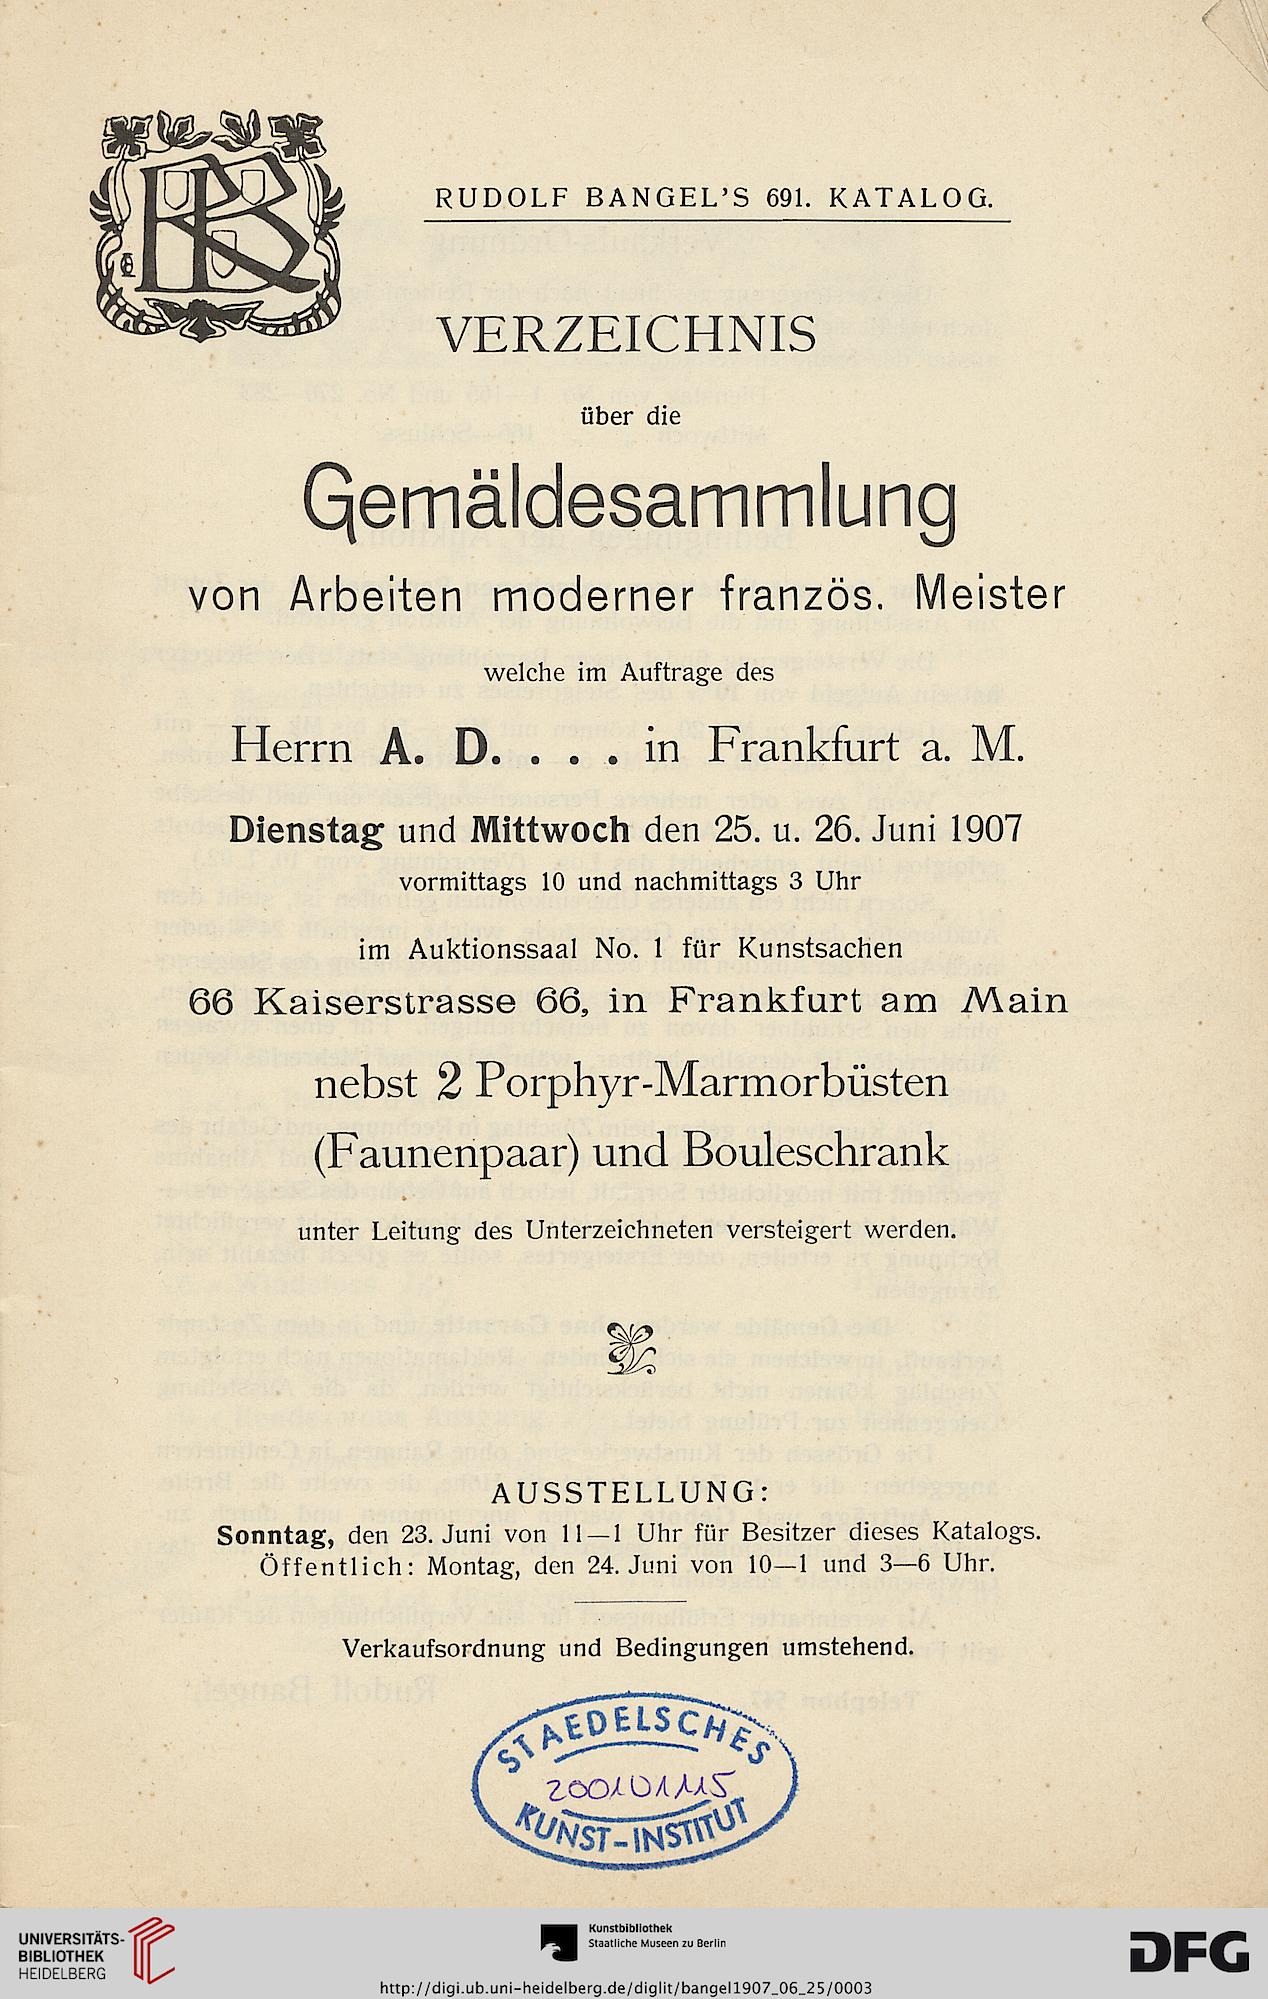 RUDOLF BANGEL'S 691. KATALOG.
VERZEICHNIS
über die
Gemäldesammlung
von Arbeiten moderner französ. Meister
welche im Auftrage des
Herrn A. D. . . . in Frankfurt a. M.
Dienstag und Mittwoch den 25. u. 26. Juni 1907
vormittags 10 und nachmittags 3 Uhr
im Auktionssaal No. 1 für Kunstsachen
66 Kaiserstrasse 66, in Frankfurt am Main
nebst 2 Porphyr-Marmorbüsten
(Faunenpaar) und Bouleschrank
unter Leitung des Unterzeichneten versteigert werden.
AUSSTELLUNG:
Sonntag, den 23. Juni von 11—1 Uhr für Besitzer dieses Katalogs.
Öffentlich: Montag, den 24. Juni von 10—1 und 3—6 Uhr.
Verkaufsordnung und Bedingungen umstehend.
STAEDELSCHES
KUNST-INSTITUT
UNIVERSITÄTS-
BIBLIOTHEK
HEIDELBERG
Kunstbibliothek
Staatliche Museen zu Berlin
DFG
http://digi.ub.uni-heidelberg.de/diglit/bangel1907_06_25/0003